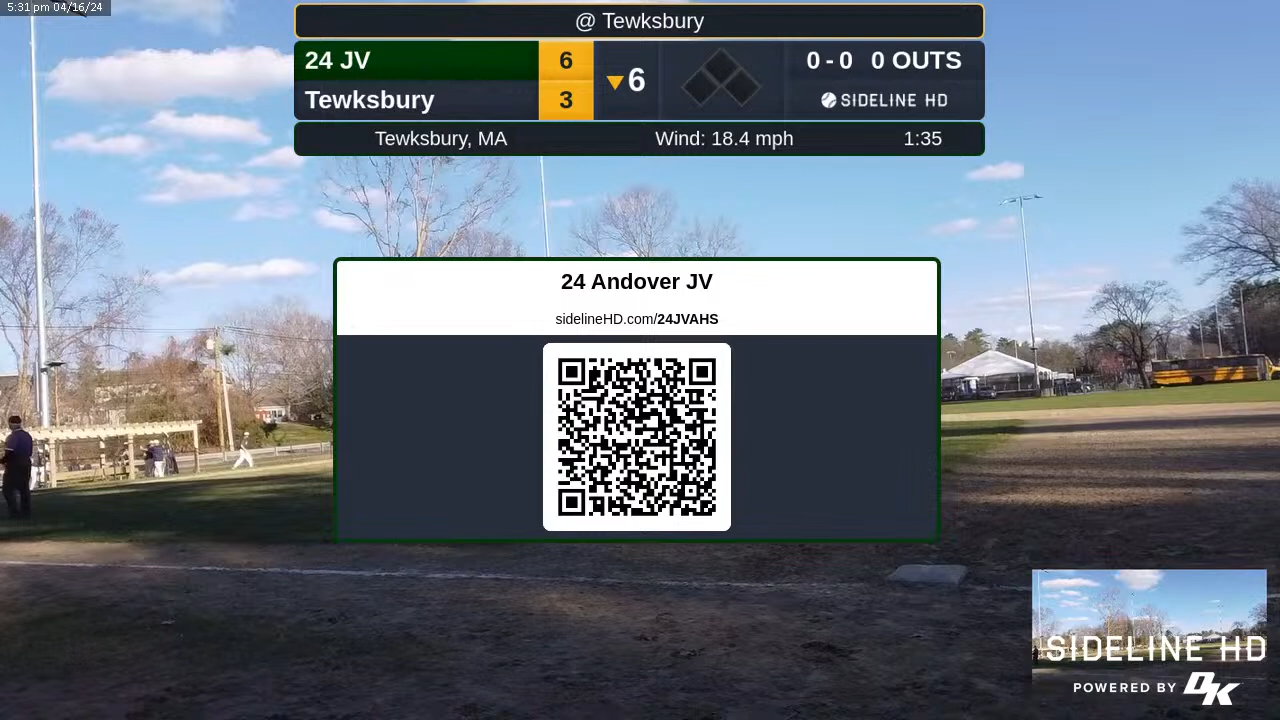 5:31 pm 04/16/24
@ Tewksbury
24 JV 6
▼6
0 - 0 0 OUTS
Tewksbury 3
SIDELINE HD
Tewksbury, MA Wind: 18.4 mph 1:35
24 Andover JV
sidelineHD.com/24JVAHS
SIDELINE HD
POWERED BY DK